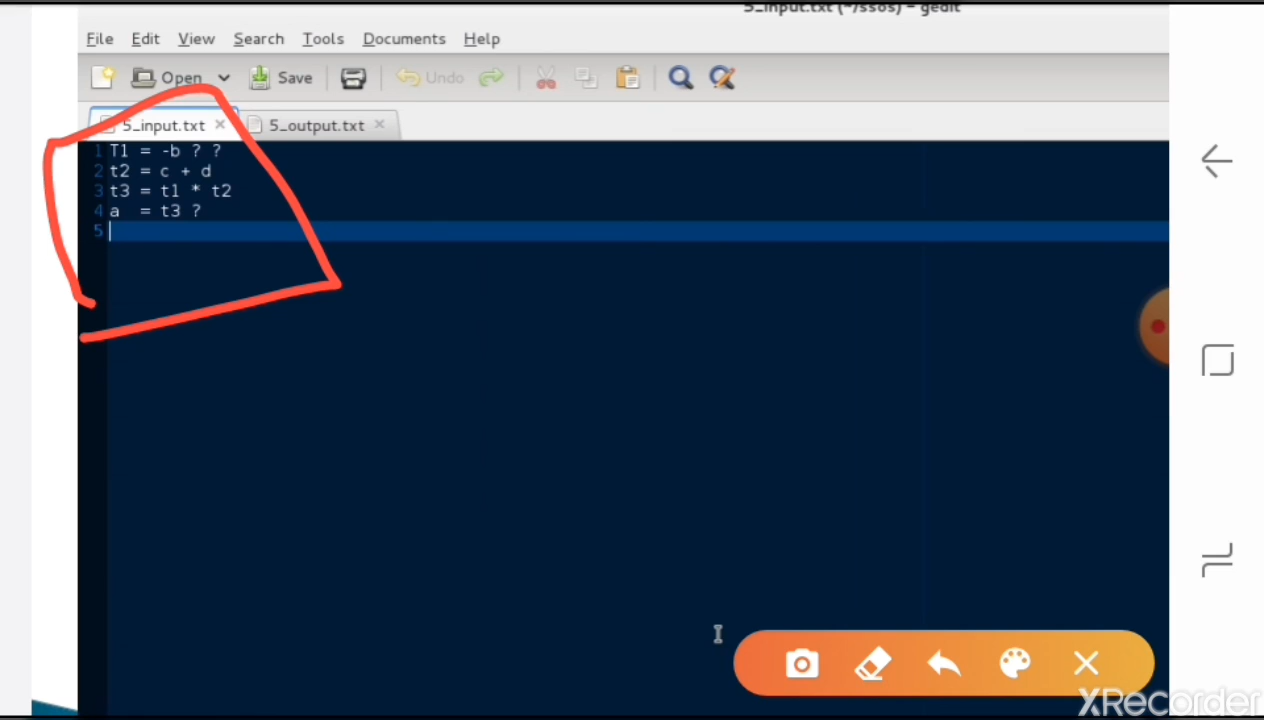 5_input.txt (~/ssos) - gedit
File Edit View Search Tools Documents Help
Open Save Undo
5_input.txt 5_output.txt
1 T1 = -b ? ?
2 t2 = c + d
3 t3 = t1 * t2
4 a  = t3 ?
5
XRecorder